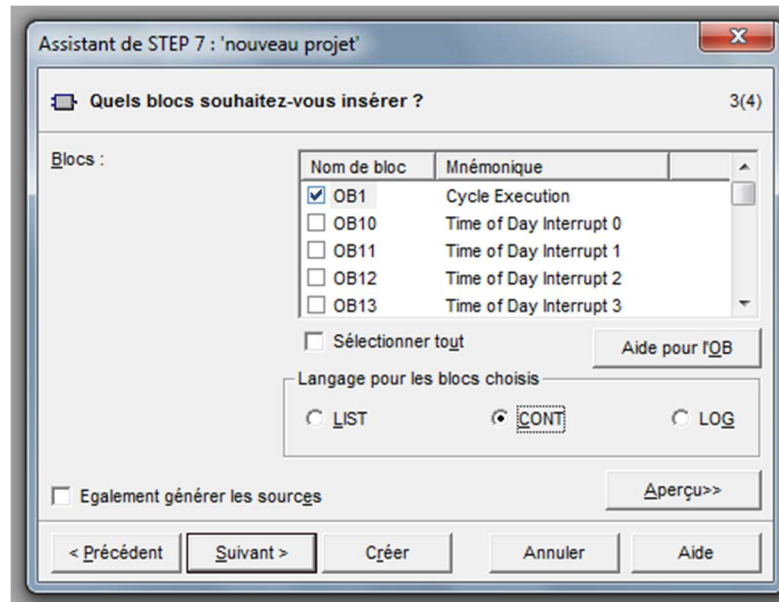 Assistant de STEP 7 : 'nouveau projet'
Quels blocs souhaitez-vous insérer ? 3(4)
Blocs :
Nom de bloc Mnémonique
OB1 Cycle Execution
OB10 Time of Day Interrupt 0
OB11 Time of Day Interrupt 1
OB12 Time of Day Interrupt 2
OB13 Time of Day Interrupt 3
Sélectionner tout
Aide pour l'OB
Langage pour les blocs choisis
LIST CONT LOG
Egalement générer les sources
Aperçu>>
< Précédent Suivant > Créer Annuler Aide